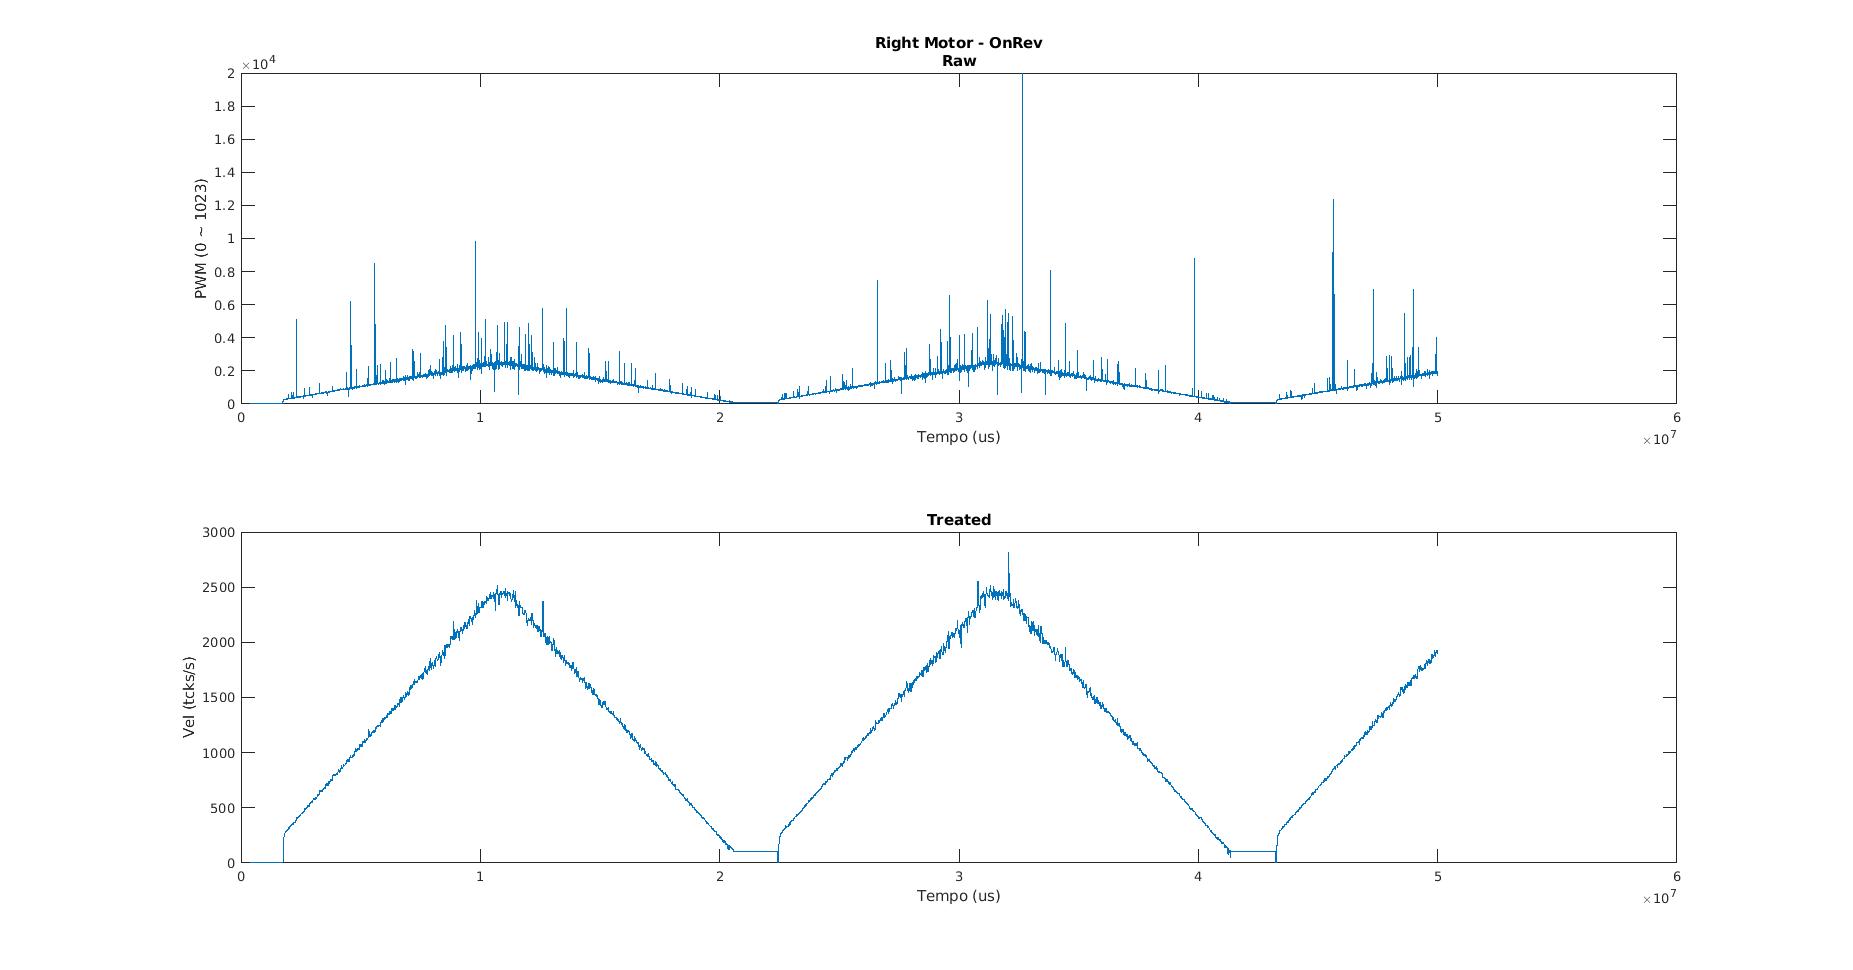 Right Motor - OnRev
Raw
×10^4
2
1.8
1.6
1.4
1.2
1
0.8
0.6
0.4
0.2
0
PWM (0 ~ 1023)
0 1 2 3 4 5 6
Tempo (us)
×10^7
Treated
3000
2500
2000
1500
1000
500
0
Vel (tcks/s)
0 1 2 3 4 5 6
Tempo (us)
×10^7